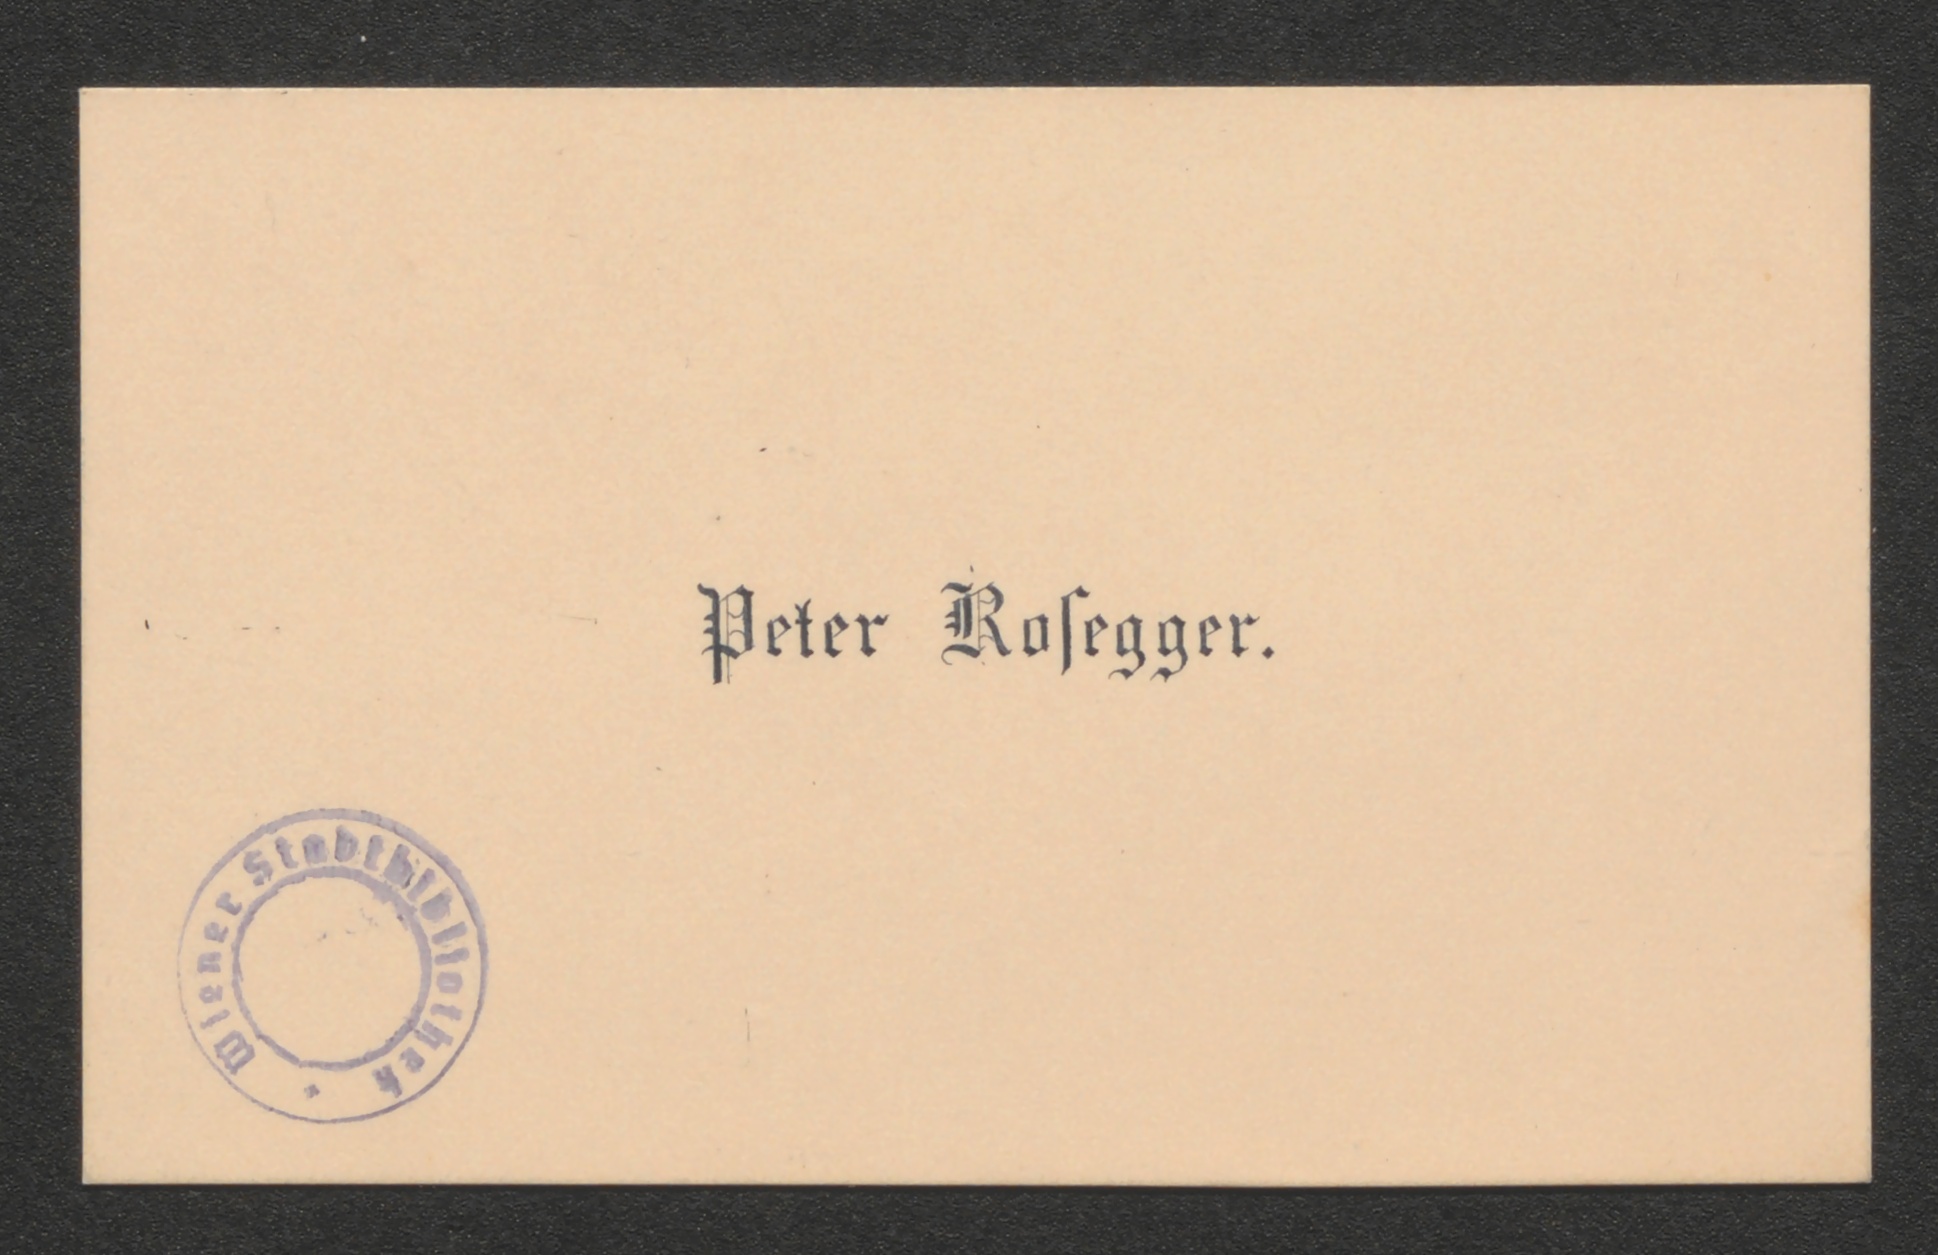 Peter Roſegger.
Wiener Stadtbibliothek